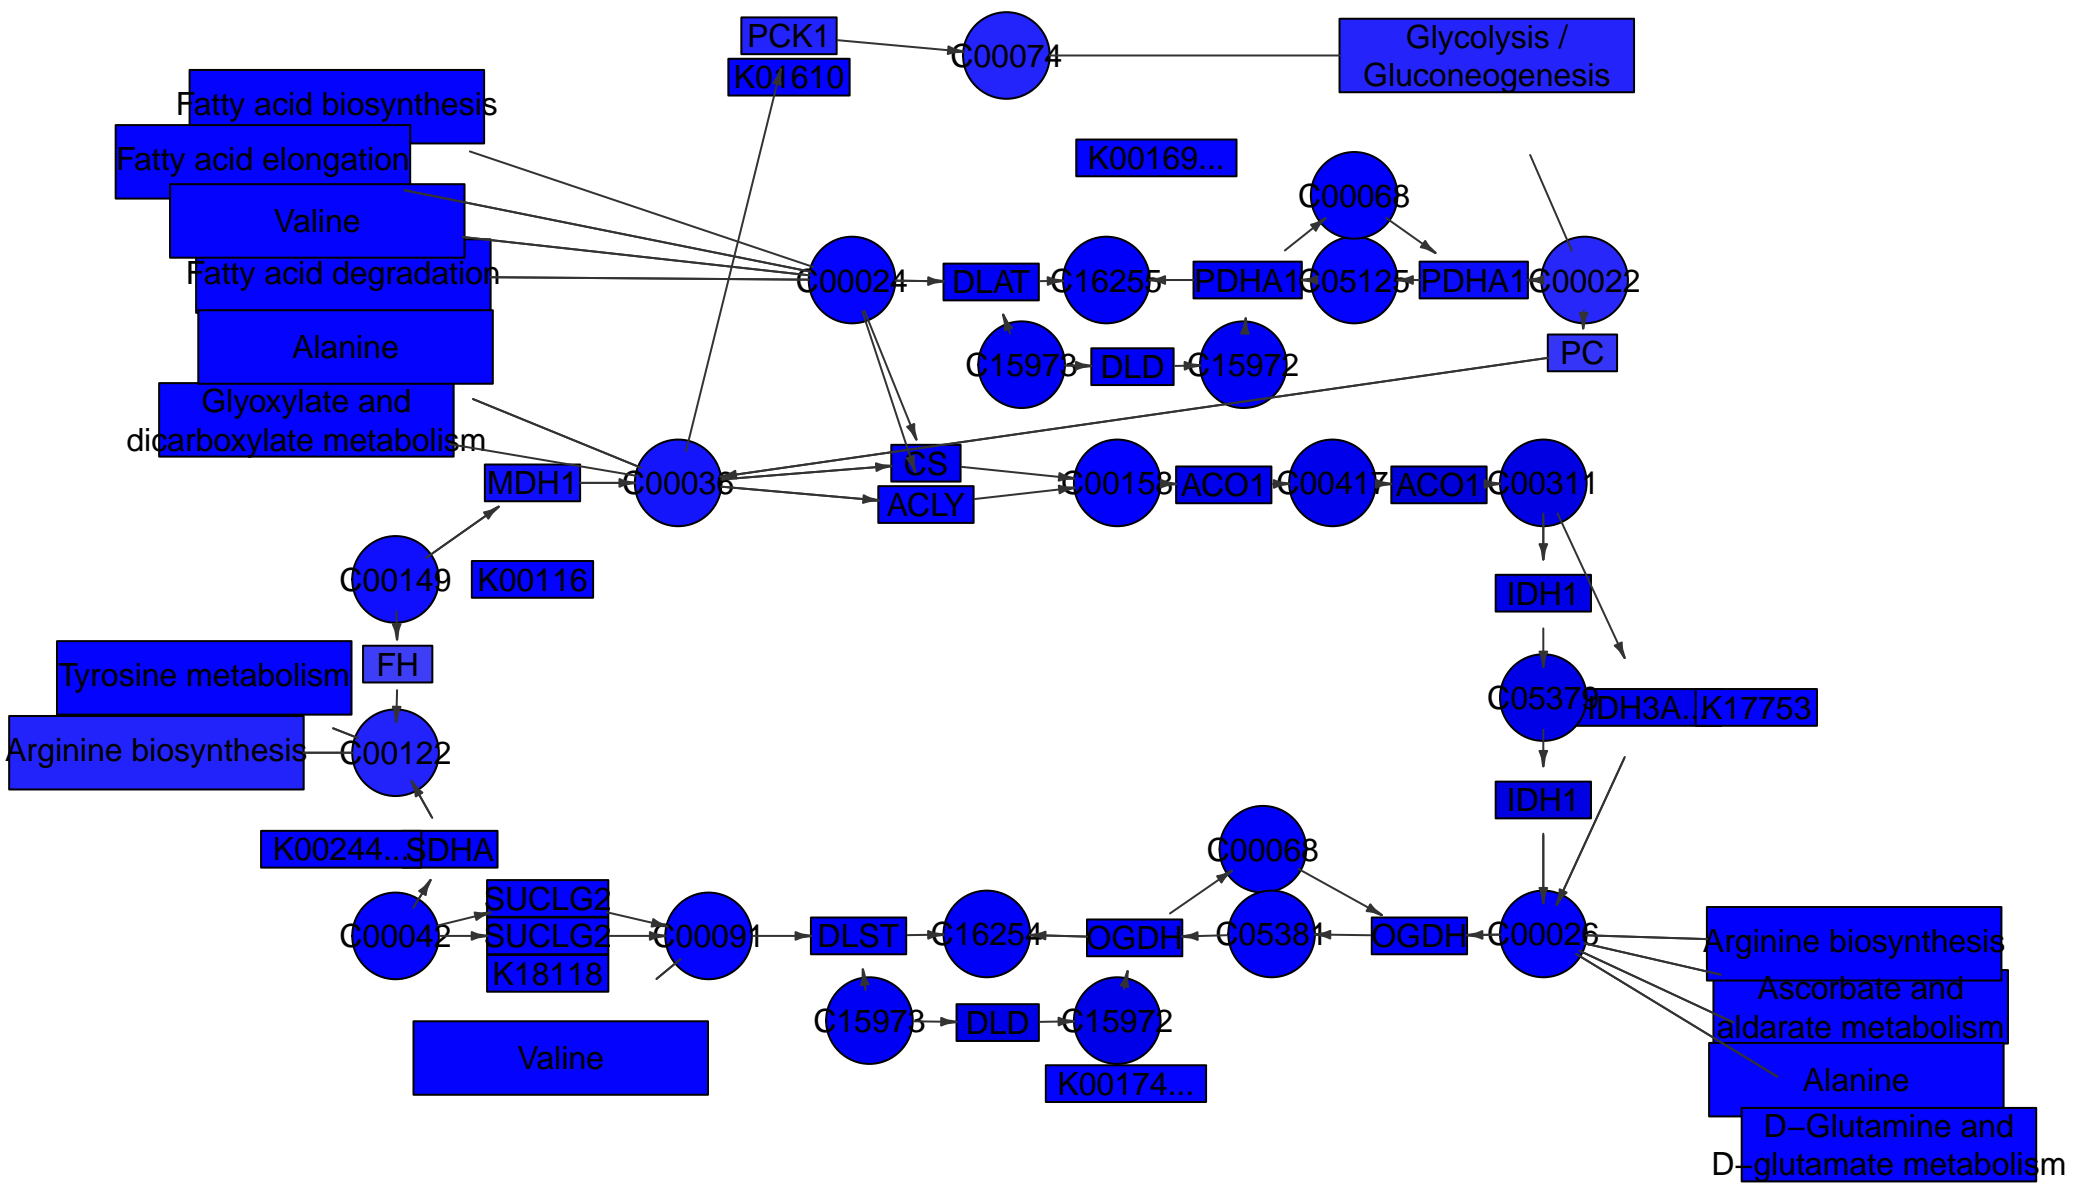 PCK1
C00074
Glycolysis /
Gluconeogenesis
K01610
Fatty acid biosynthesis
Fatty acid elongation
K00169...
C00068
Valine
Fatty acid degradation
C00024
DLAT
C16255
PDHA1
C05125
PDHA1
C00022
Alanine
C15973
DLD
C15972
PC
Glyoxylate and
dicarboxylate metabolism
MDH1
C00036
CS
ACLY
C00158
ACO1
C00417
ACO1
C00311
C00149
K00116
IDH1
Tyrosine metabolism
FH
C05379
IDH3A...
K17753
Arginine biosynthesis
C00122
IDH1
K00244...
SDHA
C00068
C00042
SUCLG2
SUCLG2
K18118
C00091
DLST
C16254
OGDH
C05381
OGDH
C00026
Arginine biosynthesis
Ascorbate and
aldarate metabolism
C15973
DLD
C15972
Valine
K00174...
Alanine
D−Glutamine and
D−glutamate metabolism